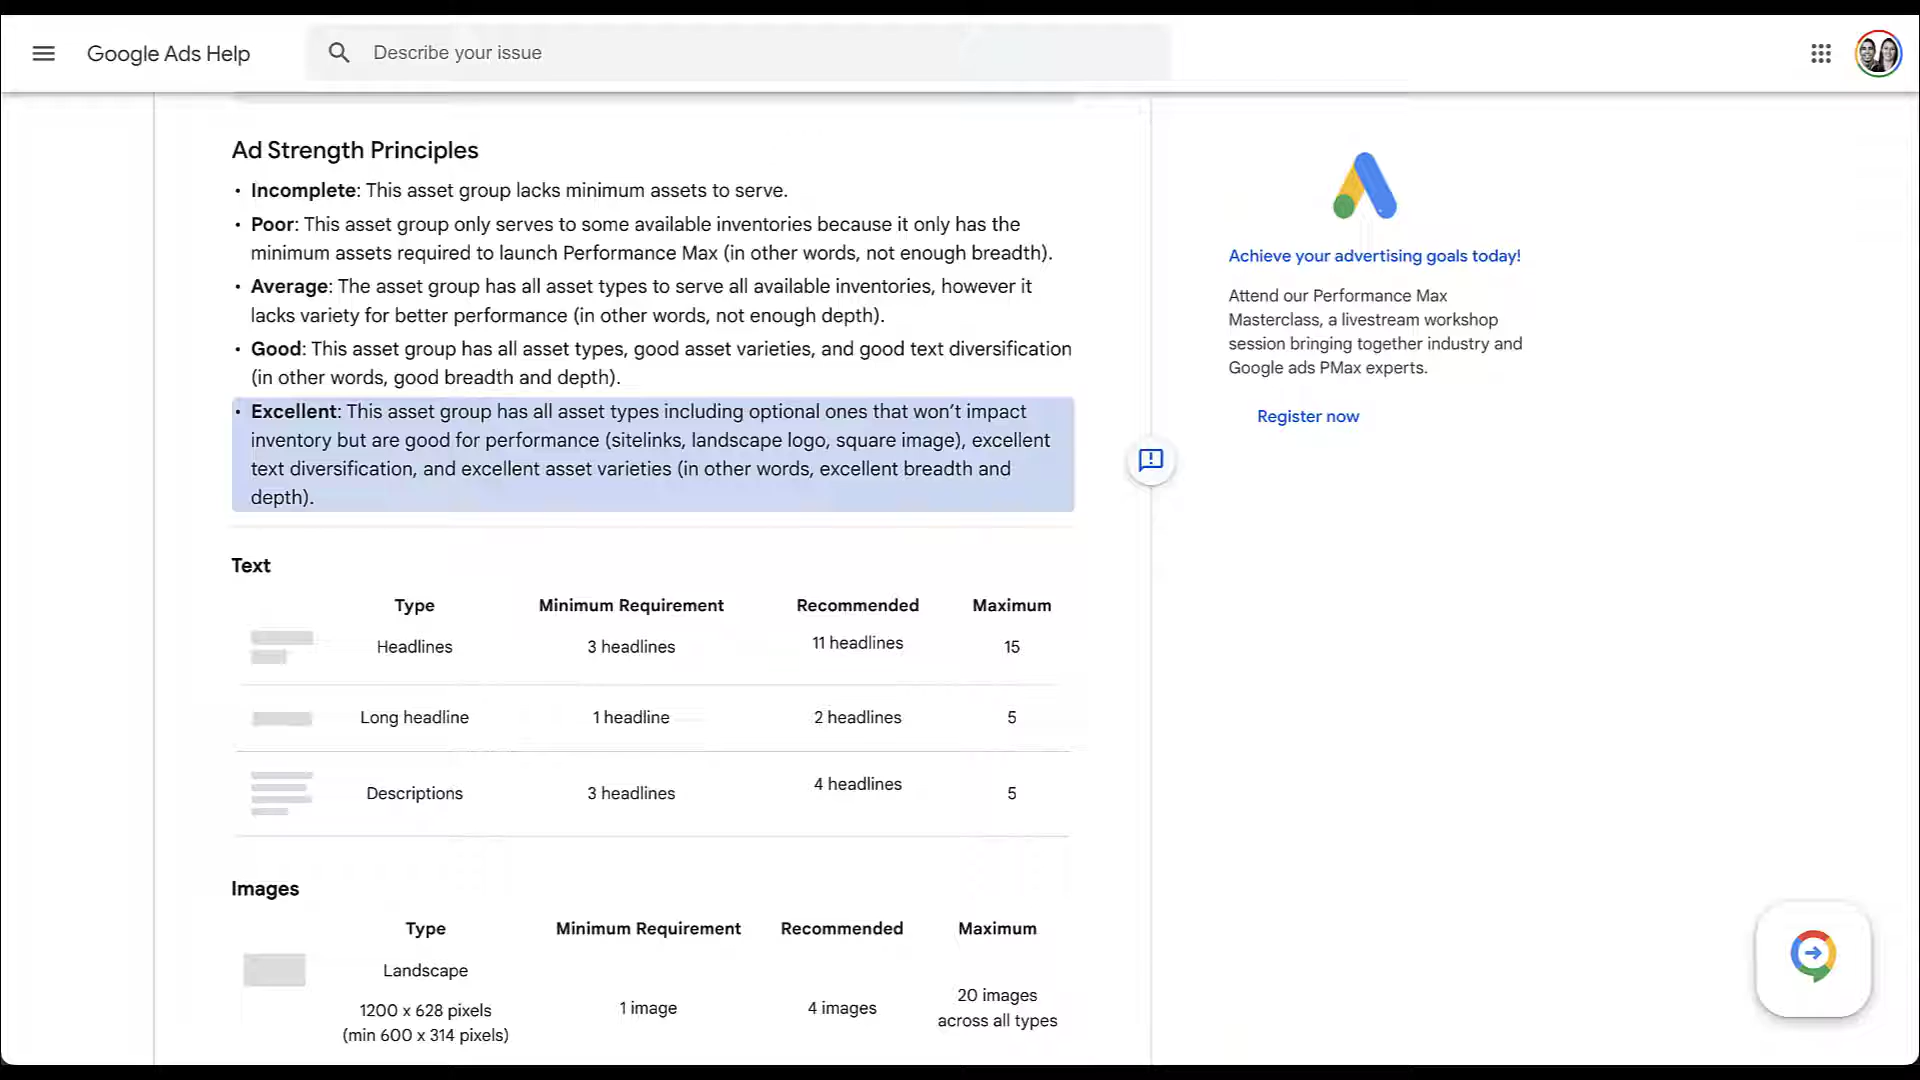 Google Ads Help
Describe your issue
Ad Strength Principles
• Incomplete: This asset group lacks minimum assets to serve.
• Poor: This asset group only serves to some available inventories because it only has the
minimum assets required to launch Performance Max (in other words, not enough breadth).
• Average: The asset group has all asset types to serve all available inventories, however it
lacks variety for better performance (in other words, not enough depth).
• Good: This asset group has all asset types, good asset varieties, and good text diversification
(in other words, good breadth and depth).
• Excellent: This asset group has all asset types including optional ones that won’t impact
inventory but are good for performance (sitelinks, landscape logo, square image), excellent
text diversification, and excellent asset varieties (in other words, excellent breadth and
depth).
Text
Type Minimum Requirement Recommended Maximum
Headlines 3 headlines 11 headlines 15
Long headline 1 headline 2 headlines 5
Descriptions 3 headlines 4 headlines 5
Images
Type Minimum Requirement Recommended Maximum
Landscape
1200 x 628 pixels
(min 600 x 314 pixels)
1 image
4 images
20 images
across all types
Achieve your advertising goals today!
Attend our Performance Max
Masterclass, a livestream workshop
session bringing together industry and
Google ads PMax experts.
Register now